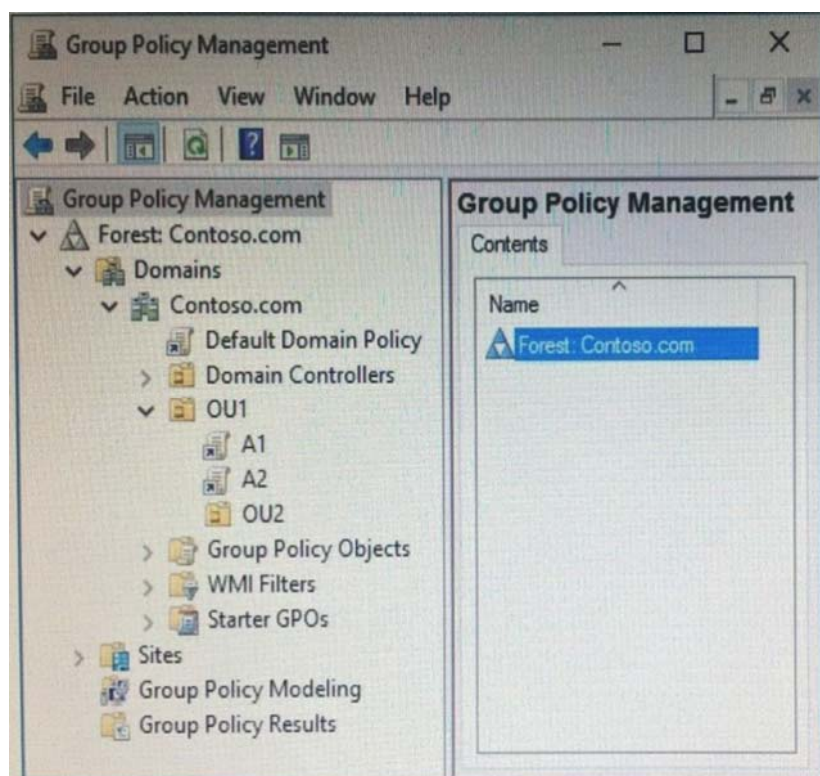 Group Policy Management
File Action View Window Help
Group Policy Management
Forest: Contoso.com
Domains
Contoso.com
Default Domain Policy
Domain Controllers
OU1
A1
A2
OU2
Group Policy Objects
WMI Filters
Starter GPOs
Sites
Group Policy Modeling
Group Policy Results
Group Policy Management
Contents
Name
Forest: Contoso.com